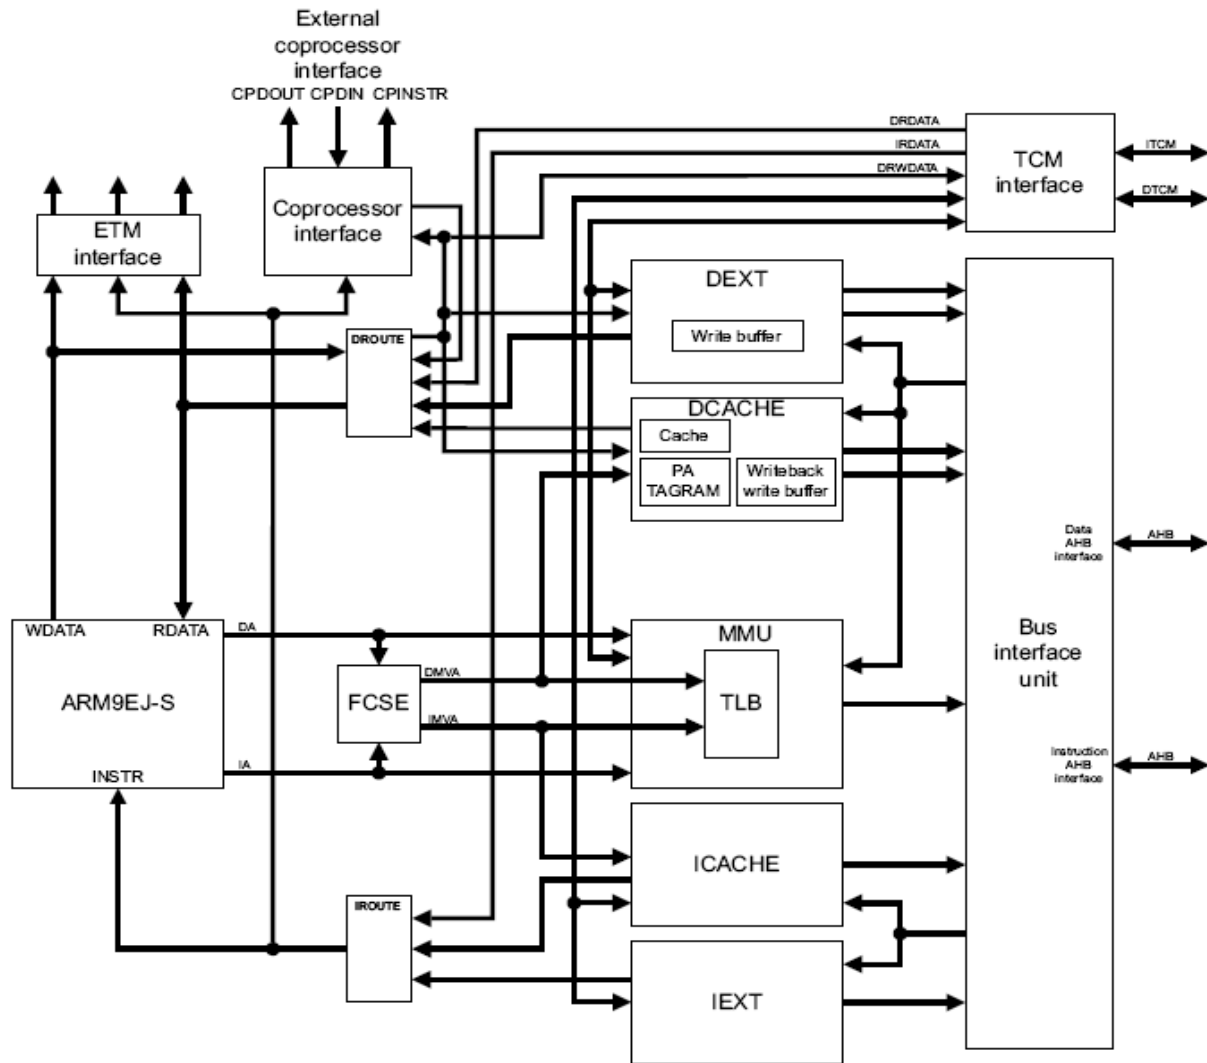 External
coprocessor
interface
CPDOUT CPDIN CPINSTR
DRDATA
IRDATA
DRWDATA
TCM
interface
ITCM
DTCM
ETM
interface
Coprocessor
interface
DROUTE
DEXT
Write buffer
DCACHE
Cache
PA
TAGRAM
Writeback
write buffer
Data
AHB
interface
AHB
Bus
interface
unit
Instruction
AHB
interface
AHB
WDATA
RDATA
ARM9EJ-S
INSTR
DA
IA
FCSE
DMVA
IMVA
MMU
TLB
ICACHE
IROUTE
IEXT